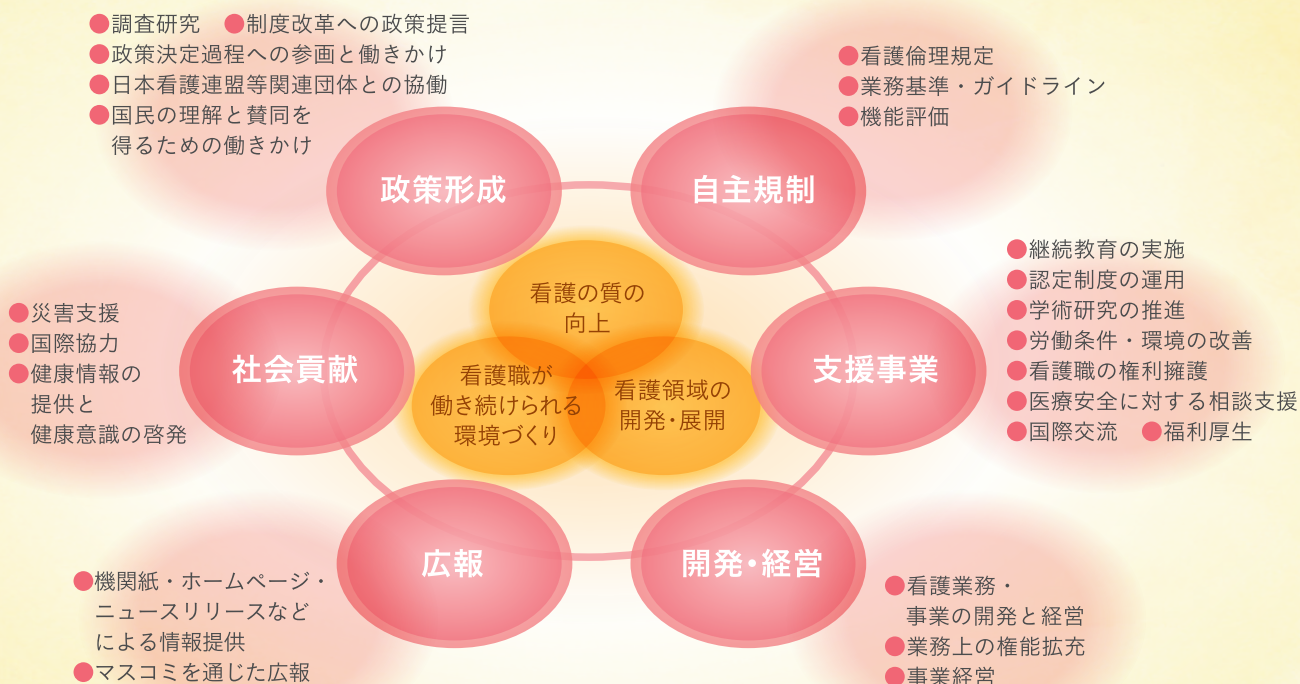 ●調査研究　●制度改革への政策提言
●政策決定過程への参画と働きかけ
●日本看護連盟等関連団体との協働
●国民の理解と賛同を
得るための働きかけ
政策形成
●看護倫理規定
●業務基準・ガイドライン
●機能評価
自主規制
●災害支援
●国際協力
●健康情報の
提供と
健康意識の啓発
社会貢献
看護の質の
向上
看護職が
働き続けられる
環境づくり
看護領域の
開発・展開
支援事業
●継続教育の実施
●認定制度の運用
●学術研究の推進
●労働条件・環境の改善
●看護職の権利擁護
●医療安全に対する相談支援
●国際交流　●福利厚生
広報
●機関紙・ホームページ・
ニュースリリースなど
による情報提供
●マスコミを通じた広報
開発・経営
●看護業務・
事業の開発と経営
●業務上の権能拡充
●事業経営